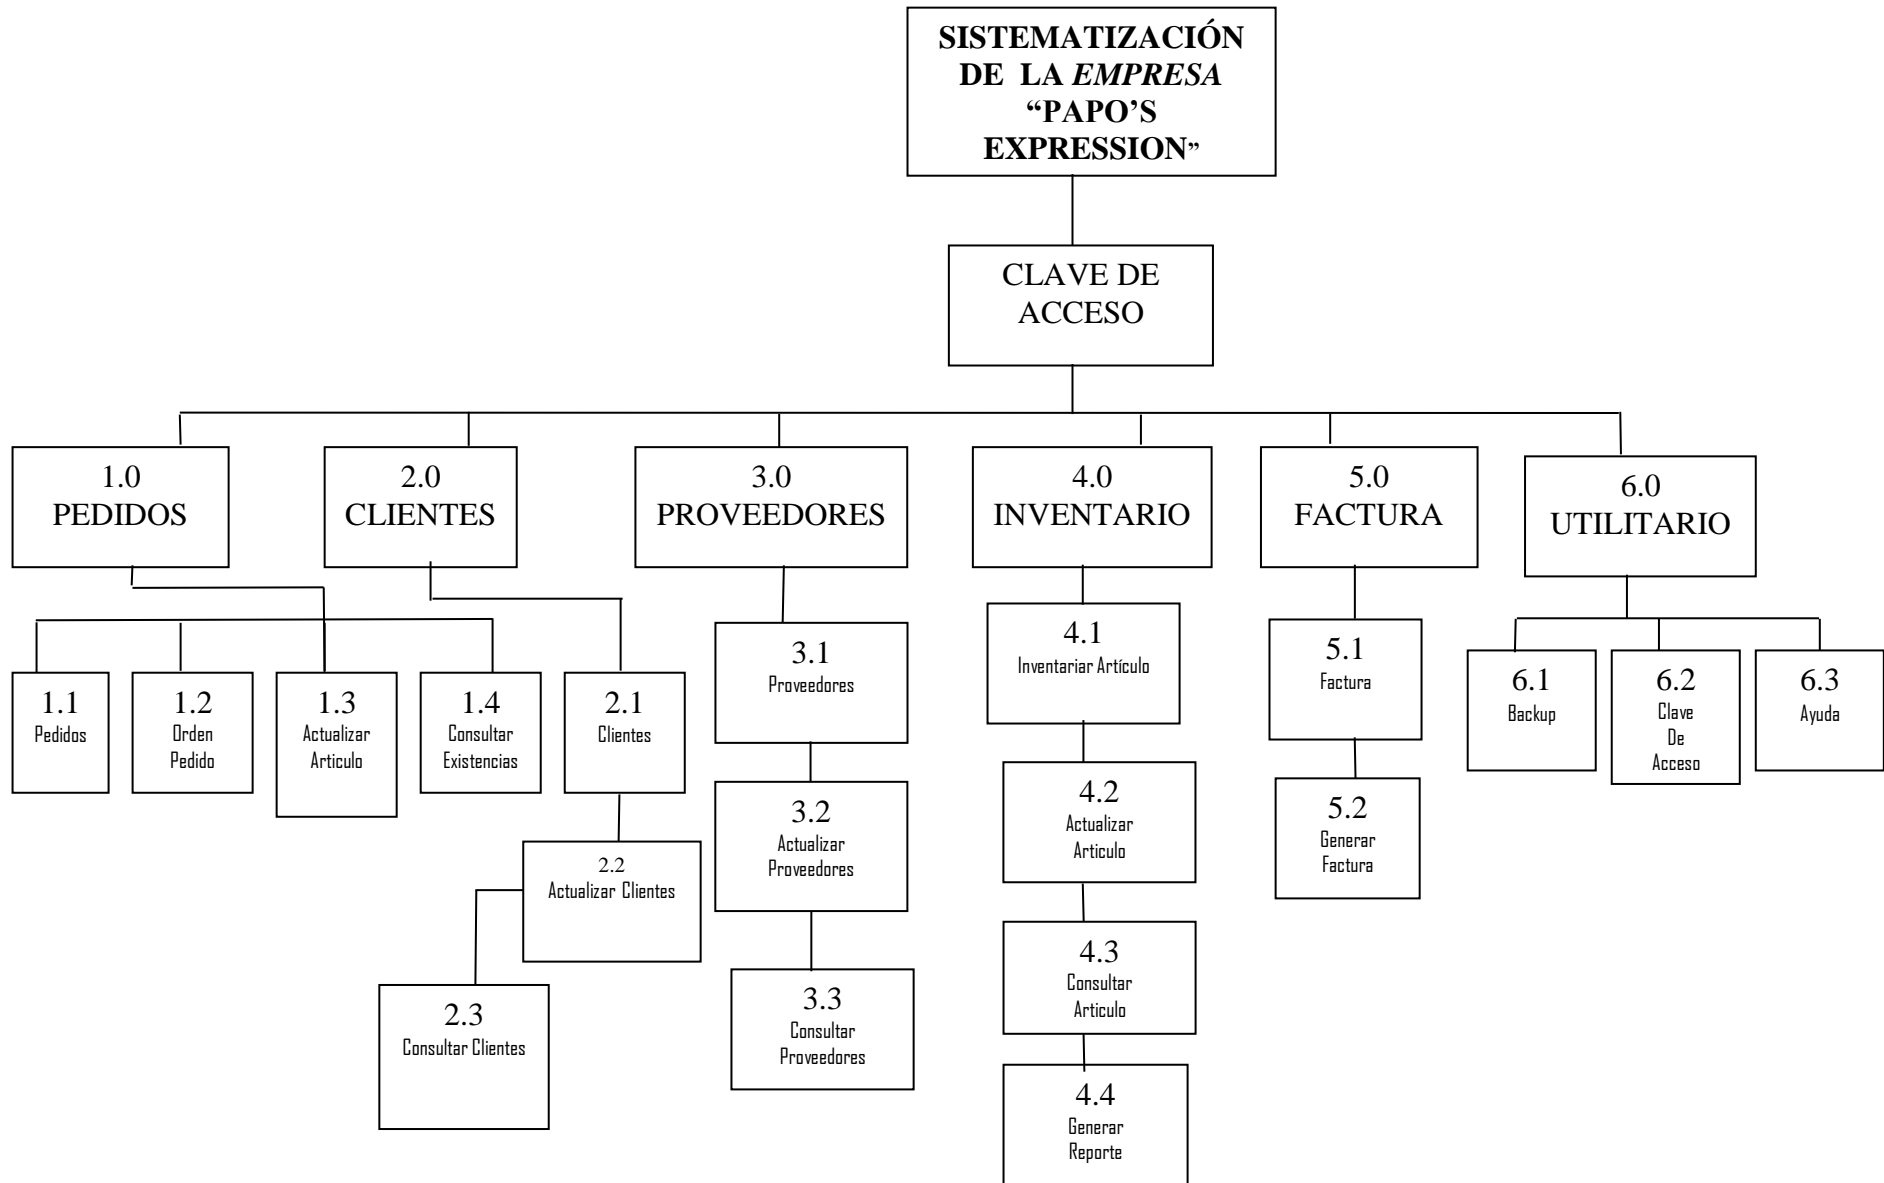 SISTEMATIZACIÓN
DE LA EMPRESA
“PAPO’S
EXPRESSION”
CLAVE DE
ACCESO
1.0
PEDIDOS
2.0
CLIENTES
3.0
PROVEEDORES
4.0
INVENTARIO
5.0
FACTURA
6.0
UTILITARIO
1.1
Pedidos
1.2
Orden
Pedido
1.3
Actualizar
Articulo
1.4
Consultar
Existencias
2.1
Clientes
2.2
Actualizar Clientes
2.3
Consultar Clientes
3.1
Proveedores
3.2
Actualizar
Proveedores
3.3
Consultar
Proveedores
4.1
Inventariar Artículo
4.2
Actualizar
Articulo
4.3
Consultar
Articulo
4.4
Generar
Reporte
5.1
Factura
5.2
Generar
Factura
6.1
Backup
6.2
Clave
De
Acceso
6.3
Ayuda